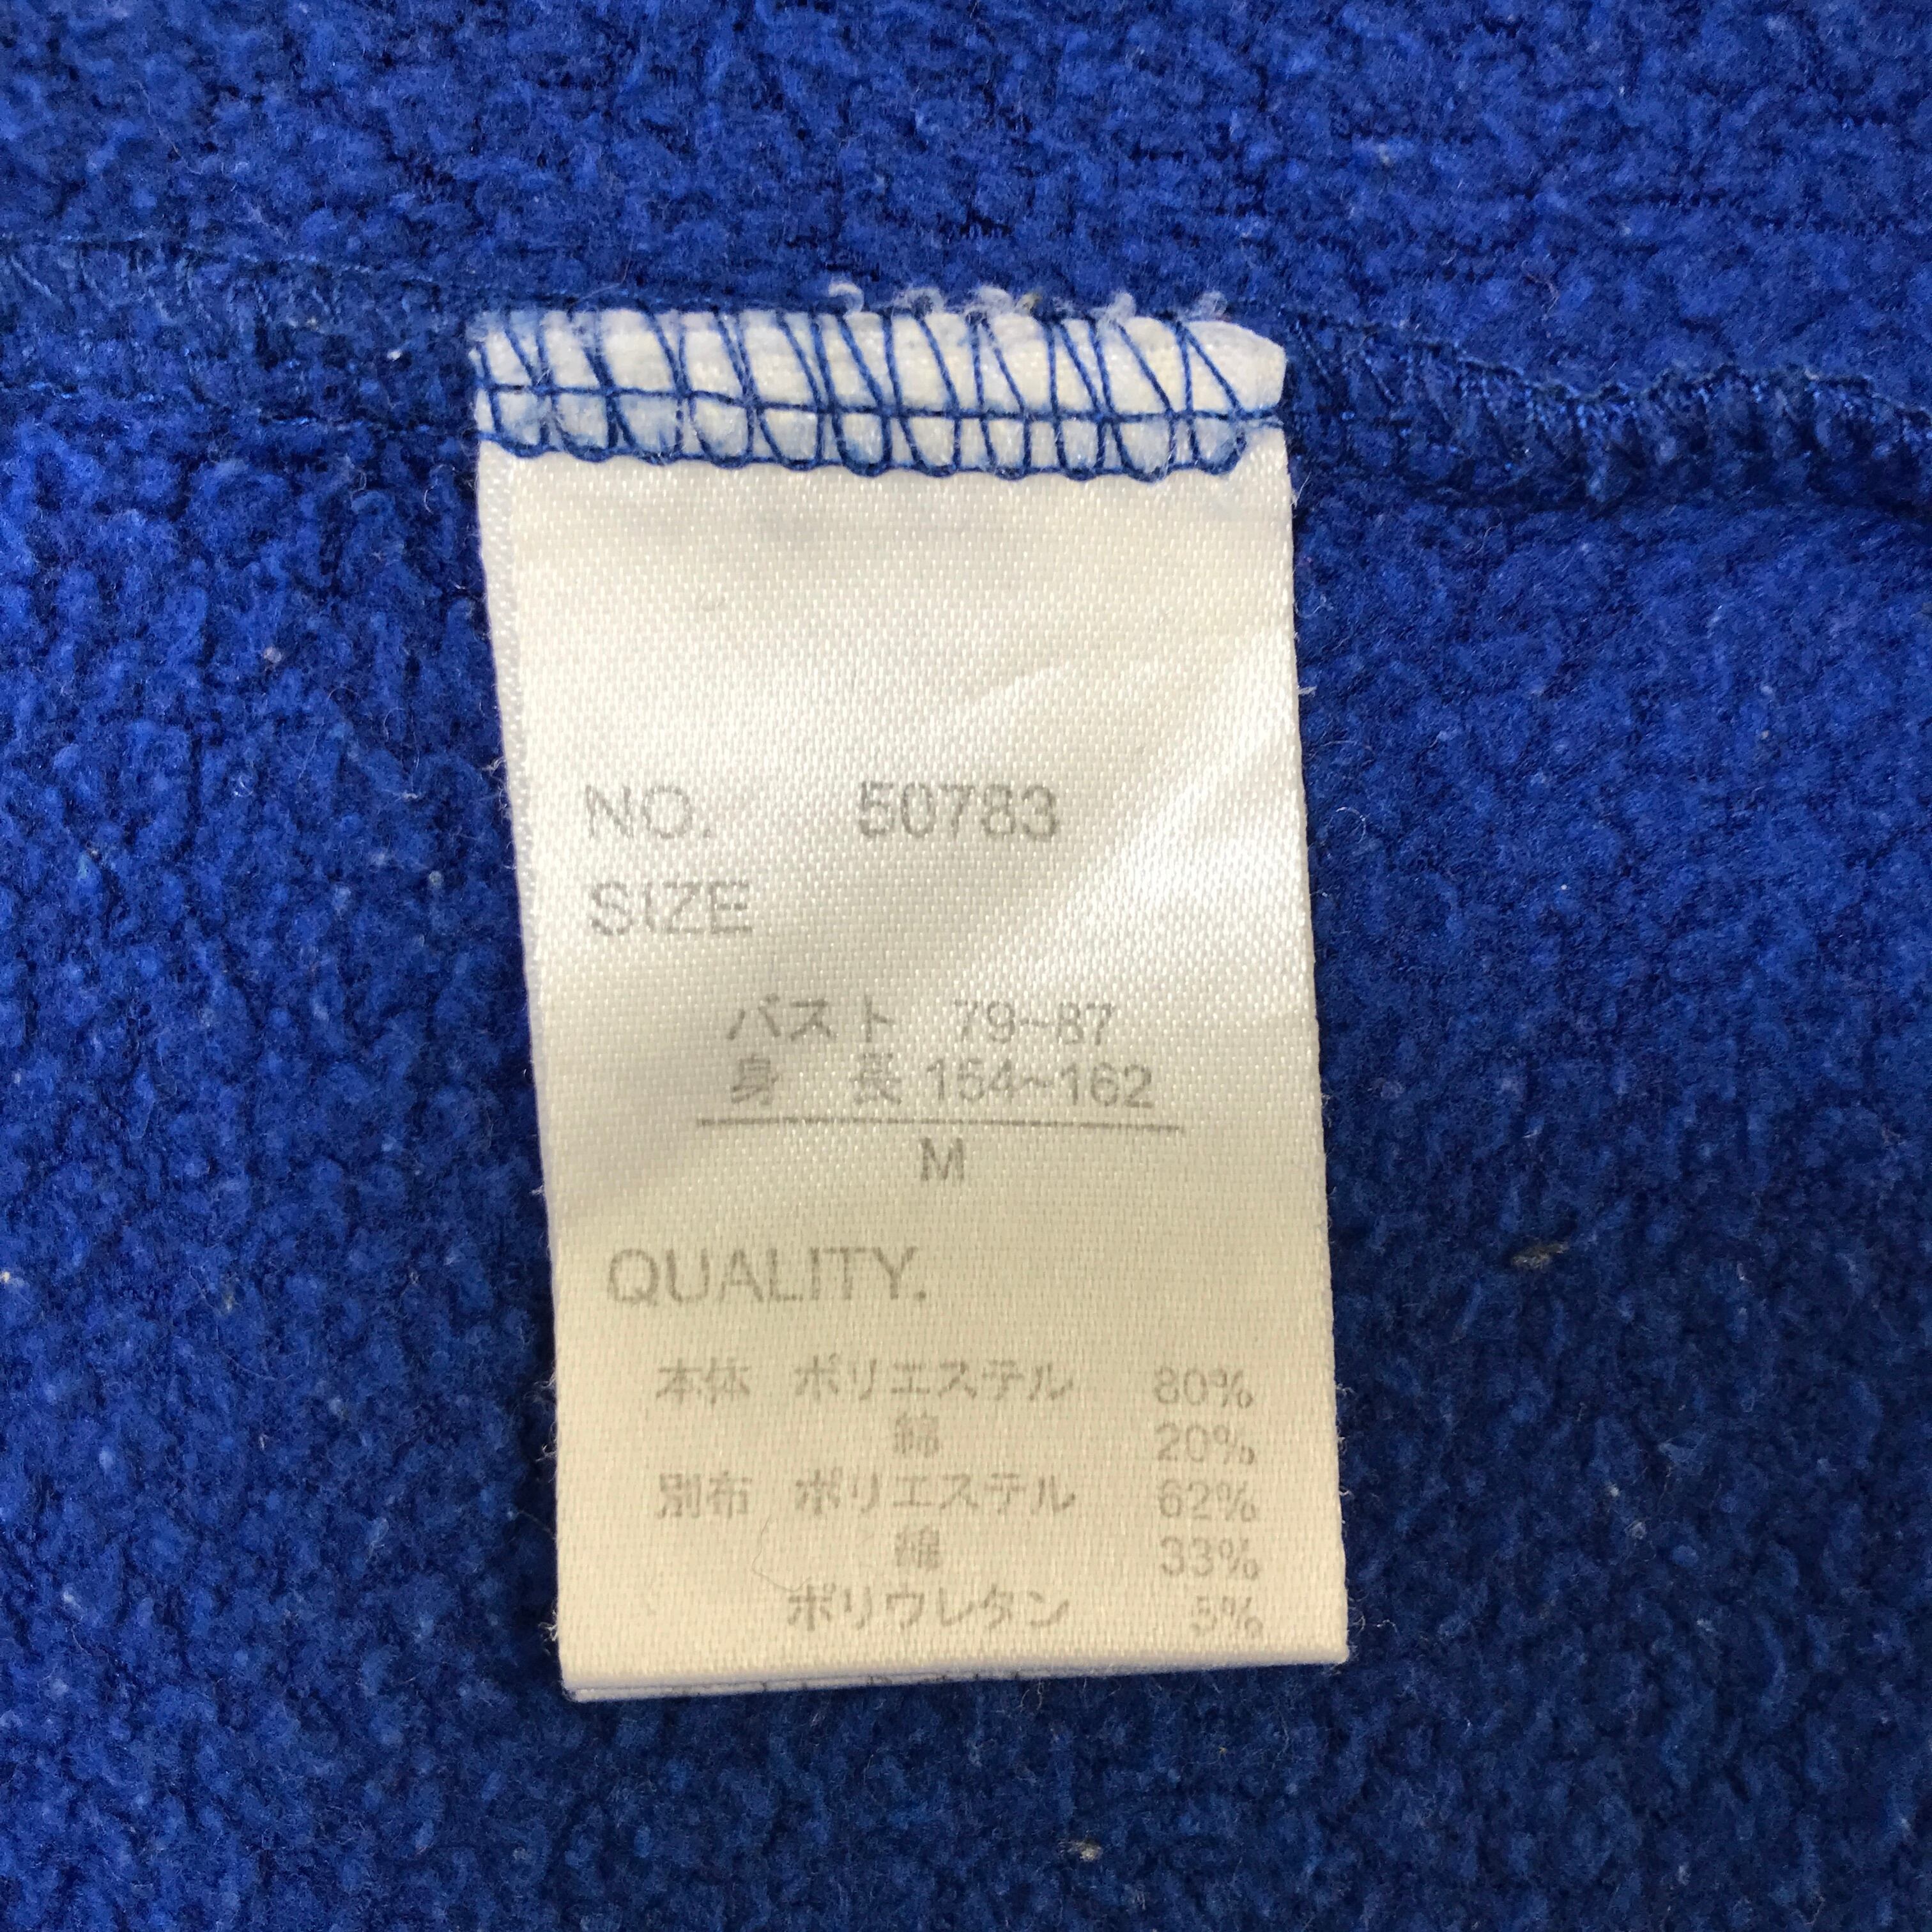 NO. 50783
SIZE
バスト 79~87
身 長 154~162
M
QUALITY.
本体 ポリエステル 80%
綿 20%
別布 ポリエステル 62%
綿 33%
ポリウレタン 5%